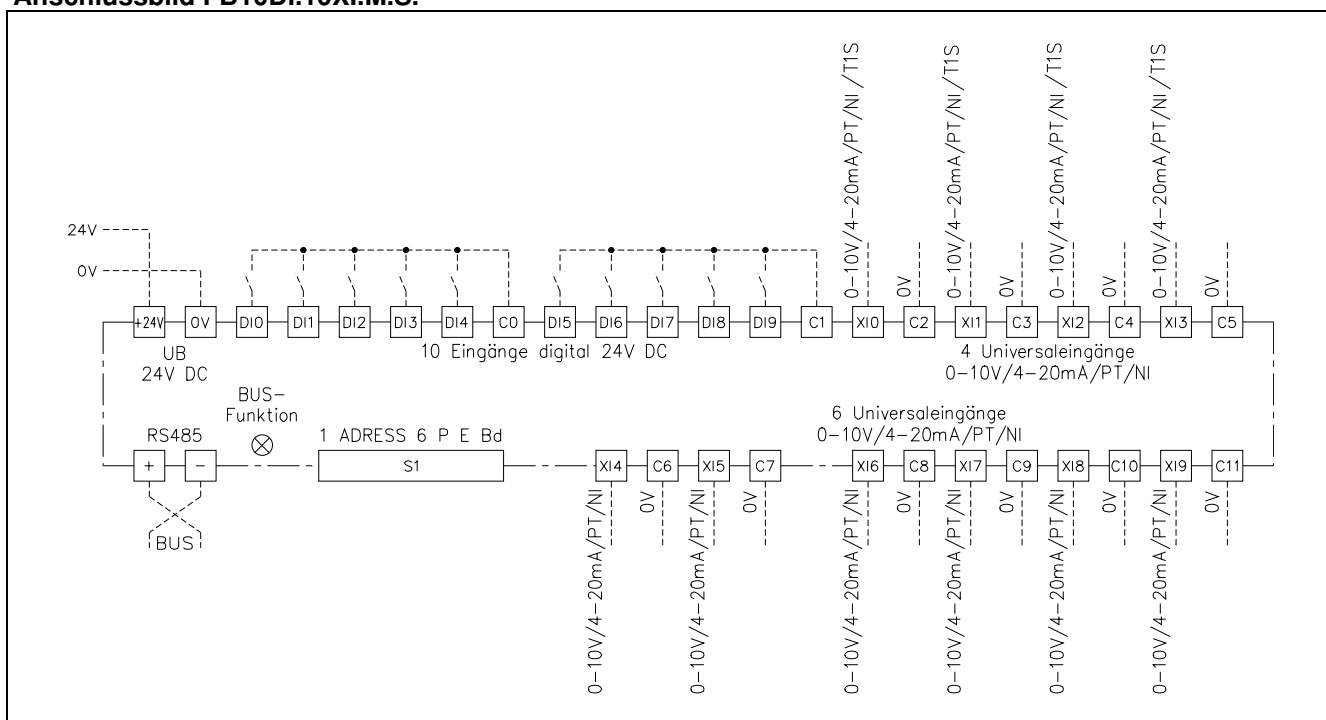 0-10V/4-20mA/PT/NI /T1S
0-10V/4-20mA/PT/NI /T1S
0-10V/4-20mA/PT/NI /T1S
0-10V/4-20mA/PT/NI /T1S
24V
0V
0V
0V
0V
0V
+24V 0V DI0 DI1 DI2 DI3 DI4 C0 DI5 DI6 DI7 DI8 DI9 C1 XI0 C2 XI1 C3 XI2 C4 XI3 C5
UB
24V DC
10 Eingänge digital 24V DC
4 Universaleingänge
0-10V/4-20mA/PT/NI
BUS-
Funktion
6 Universaleingänge
0-10V/4-20mA/PT/NI
RS485
1 ADRESS 6 P E Bd
+ - S1 XI4 C6 XI5 C7 XI6 C8 XI7 C9 XI8 C10 XI9 C11
BUS
0-10V/4-20mA/PT/NI
0V
0-10V/4-20mA/PT/NI
0V
0-10V/4-20mA/PT/NI
0V
0-10V/4-20mA/PT/NI
0V
0-10V/4-20mA/PT/NI
0V
0-10V/4-20mA/PT/NI
0V